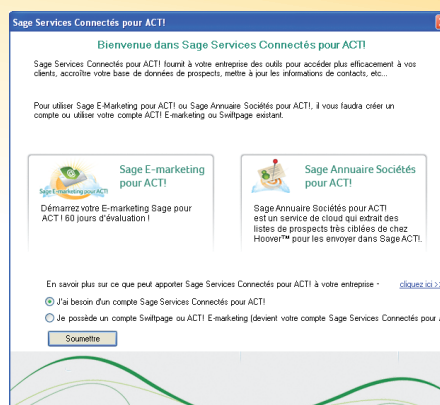 Sage Services Connectés pour ACT!
Bienvenue dans Sage Services Connectés pour ACT!
Sage Services Connectés pour ACT! fournit à votre entreprise des outils pour accéder plus efficacement à vos
clients, accroître votre base de données de prospects, mettre à jour les informations de contacts, etc...
Pour utiliser Sage E-Marketing pour ACT! ou Sage Annuaire Sociétés pour ACT!, il vous faudra créer un
compte ou utiliser votre compte ACT! E-marketing ou Swiftpage existant.
Sage E-marketing
pour ACT!
Sage E-marketing pour ACT!
Démarrez votre E-marketing Sage pour
ACT! 60 jours d'évaluation !
Sage Annuaire Sociétés
pour ACT!
Sage Annuaire Sociétés pour ACT!
est un service de cloud qui extrait des
listes de prospects très ciblées de chez
Hoover™ pour les envoyer dans Sage ACT!.
En savoir plus sur ce que peut apporter Sage Services Connectés pour ACT! à votre entreprise - cliquez ici >>
J'ai besoin d'un compte Sage Services Connectés pour ACT!
Je possède un compte Swiftpage ou ACT! E-marketing (devient votre compte Sage Services Connectés pour
Soumettre